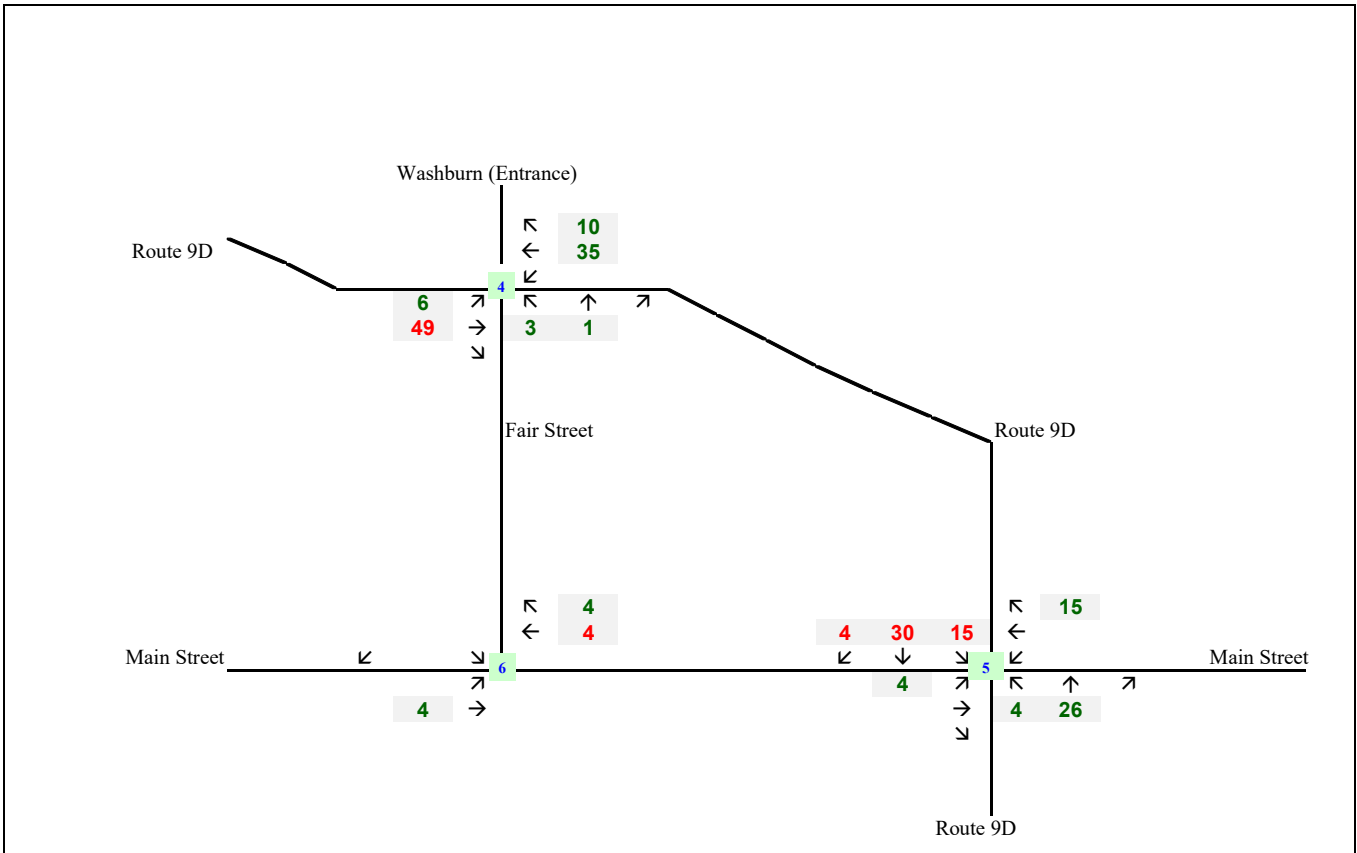 Washburn (Entrance)
↖ 10
Route 9D
← 35
↙
4
6 ↗ ↖ ↑ ↗
49 → 3 1
↘
Fair Street
Route 9D
↖ 4
↖ 15
← 4
4 30 15 ←
Main Street
↙ ↘ 6
↙ ↓ ↘ 5 ↙
Main Street
↗
4 ↗ ↖ ↑ ↗
4 →
→ 4 26
↘
Route 9D